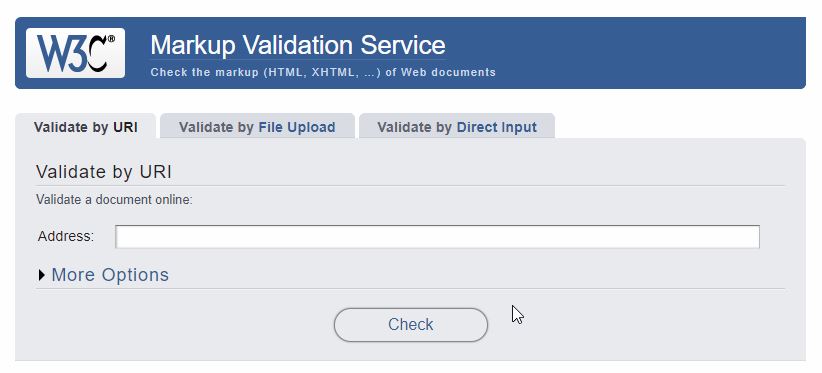 W3C®
Markup Validation Service
Check the markup (HTML, XHTML, …) of Web documents
Validate by URI
Validate by File Upload
Validate by Direct Input
Validate by URI
Validate a document online:
Address:
More Options
Check